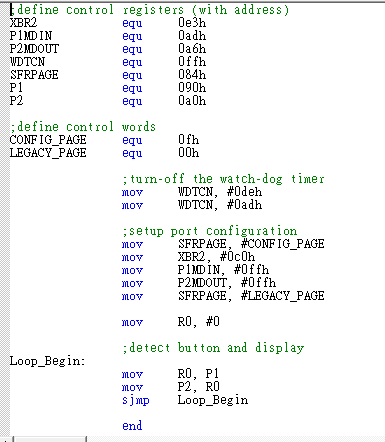 ;define control registers (with address)
XBR2 equ 0e3h
P1MDIN equ 0adh
P2MDOUT equ 0a6h
WDTCN equ 0ffh
SFRPAGE equ 084h
P1 equ 090h
P2 equ 0a0h
;define control words
CONFIG_PAGE equ 0fh
LEGACY_PAGE equ 00h
;turn-off the watch-dog timer
mov WDTCN, #0deh
mov WDTCN, #0adh
;setup port configuration
mov SFRPAGE, #CONFIG_PAGE
mov XBR2, #0c0h
mov P1MDIN, #0ffh
mov P2MDOUT, #0ffh
mov SFRPAGE, #LEGACY_PAGE
mov R0, #0
;detect button and display
Loop_Begin:
mov R0, P1
mov P2, R0
sjmp Loop_Begin
end